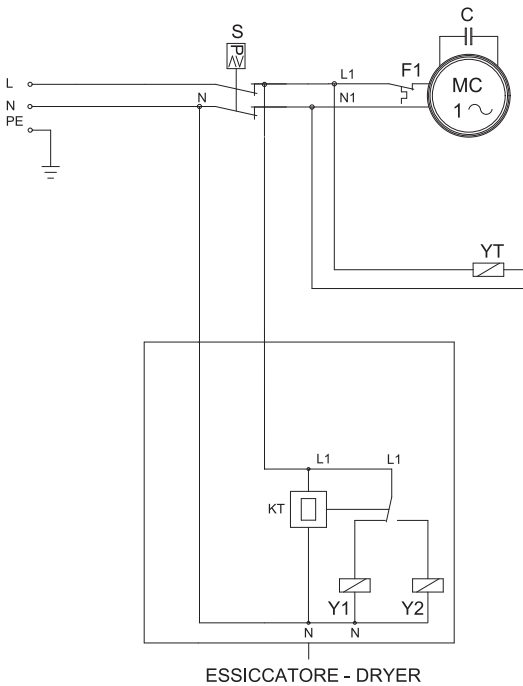 C
S
P
L1
F1
L
MC
N
N
N1
1
PE
YT
L1
L1
KT
Y1
Y2
N
N
ESSICCATORE - DRYER